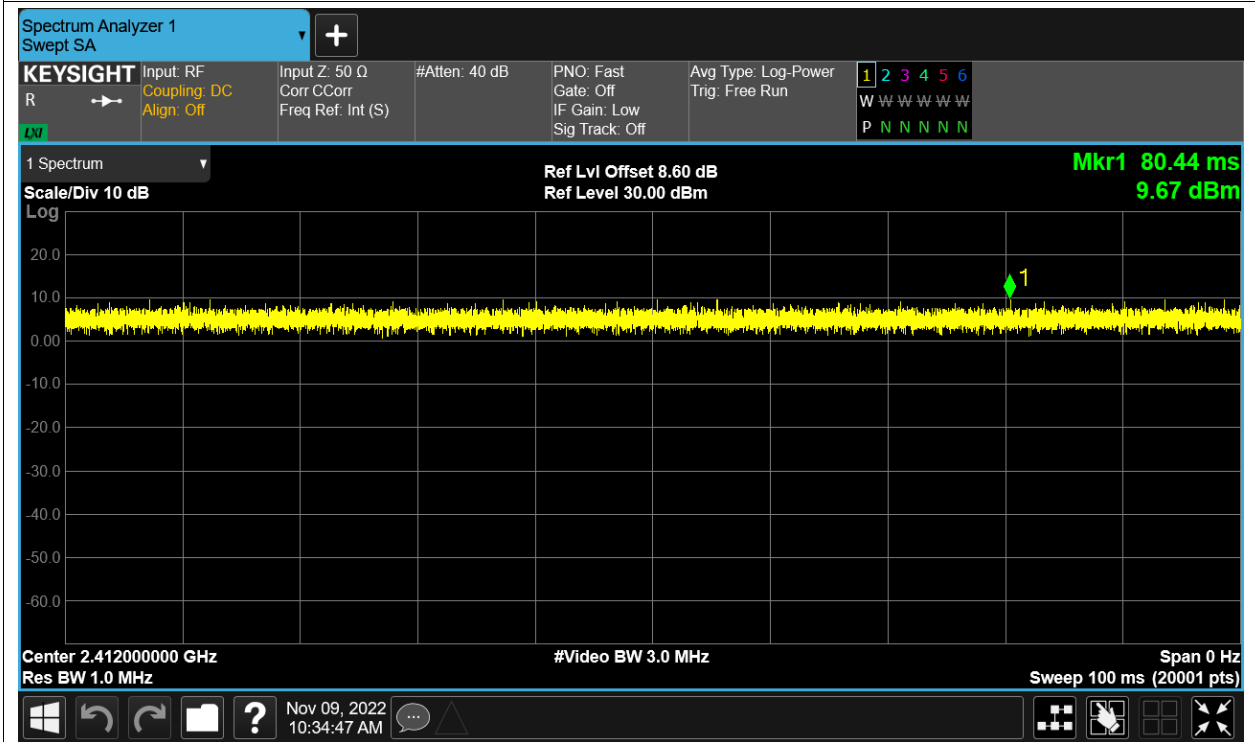 Spectrum Analyzer 1
Swept SA
+
KEYSIGHT
R
LXI
Input: RF
Coupling: DC
Align: Off
Input Z: 50 Ω
Corr CCorr
Freq Ref: Int (S)
#Atten: 40 dB
PNO: Fast
Gate: Off
IF Gain: Low
Sig Track: Off
Avg Type: Log-Power
Trig: Free Run
1 2 3 4 5 6
W W W W W W
P N N N N N
1 Spectrum
Scale/Div 10 dB
Ref Lvl Offset 8.60 dB
Ref Level 30.00 dBm
Mkr1 80.44 ms
9.67 dBm
Log
20.0
10.0
0.00
-10.0
-20.0
-30.0
-40.0
-50.0
-60.0
1
Center 2.412000000 GHz
Res BW 1.0 MHz
#Video BW 3.0 MHz
Span 0 Hz
Sweep 100 ms (20001 pts)
?
Nov 09, 2022
10:34:47 AM